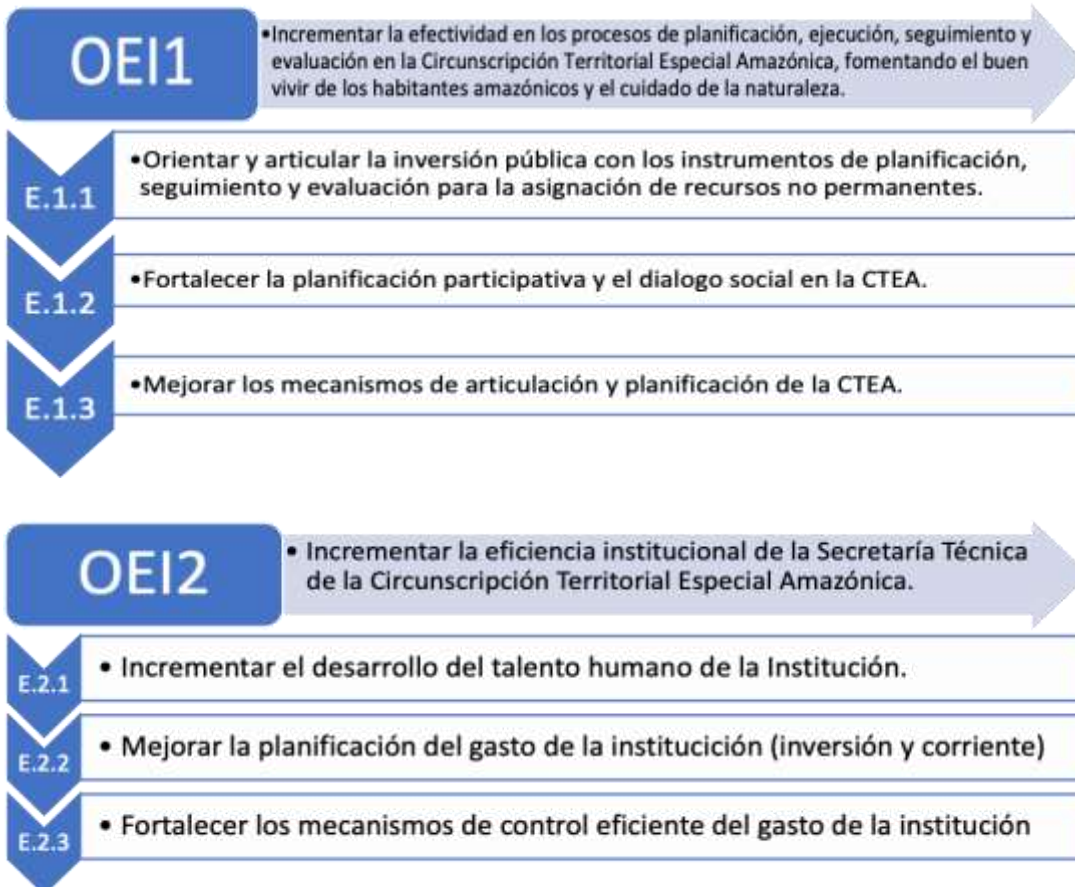 OEI1
•Incrementar la efectividad en los procesos de planificación, ejecución, seguimiento y
evaluación en la Circunscripción Territorial Especial Amazónica, fomentando el buen
vivir de los habitantes amazónicos y el cuidado de la naturaleza.
E.1.1
•Orientar y articular la inversión pública con los instrumentos de planificación,
seguimiento y evaluación para la asignación de recursos no permanentes.
E.1.2
•Fortalecer la planificación participativa y el dialogo social en la CTEA.
E.1.3
•Mejorar los mecanismos de articulación y planificación de la CTEA.
OEI2
• Incrementar la eficiencia institucional de la Secretaría Técnica
de la Circunscripción Territorial Especial Amazónica.
E.2.1
• Incrementar el desarrollo del talento humano de la Institución.
E.2.2
• Mejorar la planificación del gasto de la institucición (inversión y corriente)
E.2.3
• Fortalecer los mecanismos de control eficiente del gasto de la institución